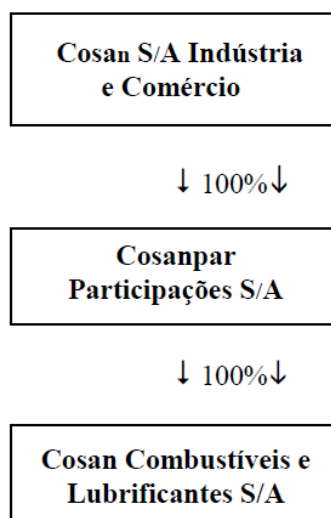 Cosan S/A Indústria
e Comércio
↓ 100%↓
Cosanpar
Participações S/A
↓ 100%↓
Cosan Combustíveis e
Lubrificantes S/A